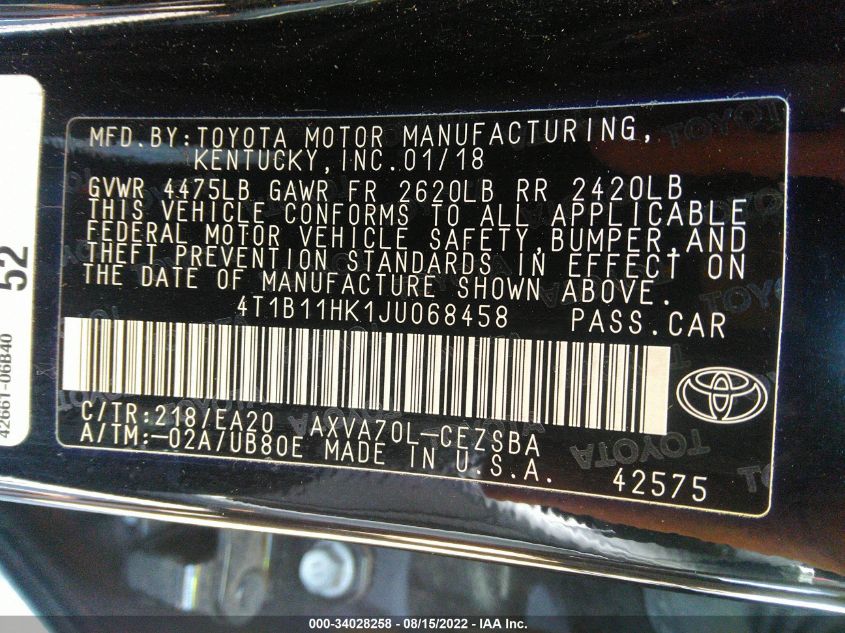 MFD.BY:TOYOTA MOTOR MANUFACTURING,
KENTUCKY,INC.01/18
GVWR 4475LB GAWR FR 2620LB RR 2420LB
THIS VEHICLE CONFORMS TO ALL APPLICABLE
FEDERAL MOTOR VEHICLE SAFETY,BUMPER,AND
THEFT PREVENTION STANDARDS IN EFFECT ON
THE DATE OF MANUFACTURE SHOWN ABOVE.
4T1B11HK1JU068458 PASS.CAR
C/TR:218/EA20 AXVA70L-CEZSBA
A/TM:-02A/UB80E MADE IN U.S.A.
42575
52
42661-06B40
TOYOTA
000-34028258 - 08/15/2022 - IAA Inc.